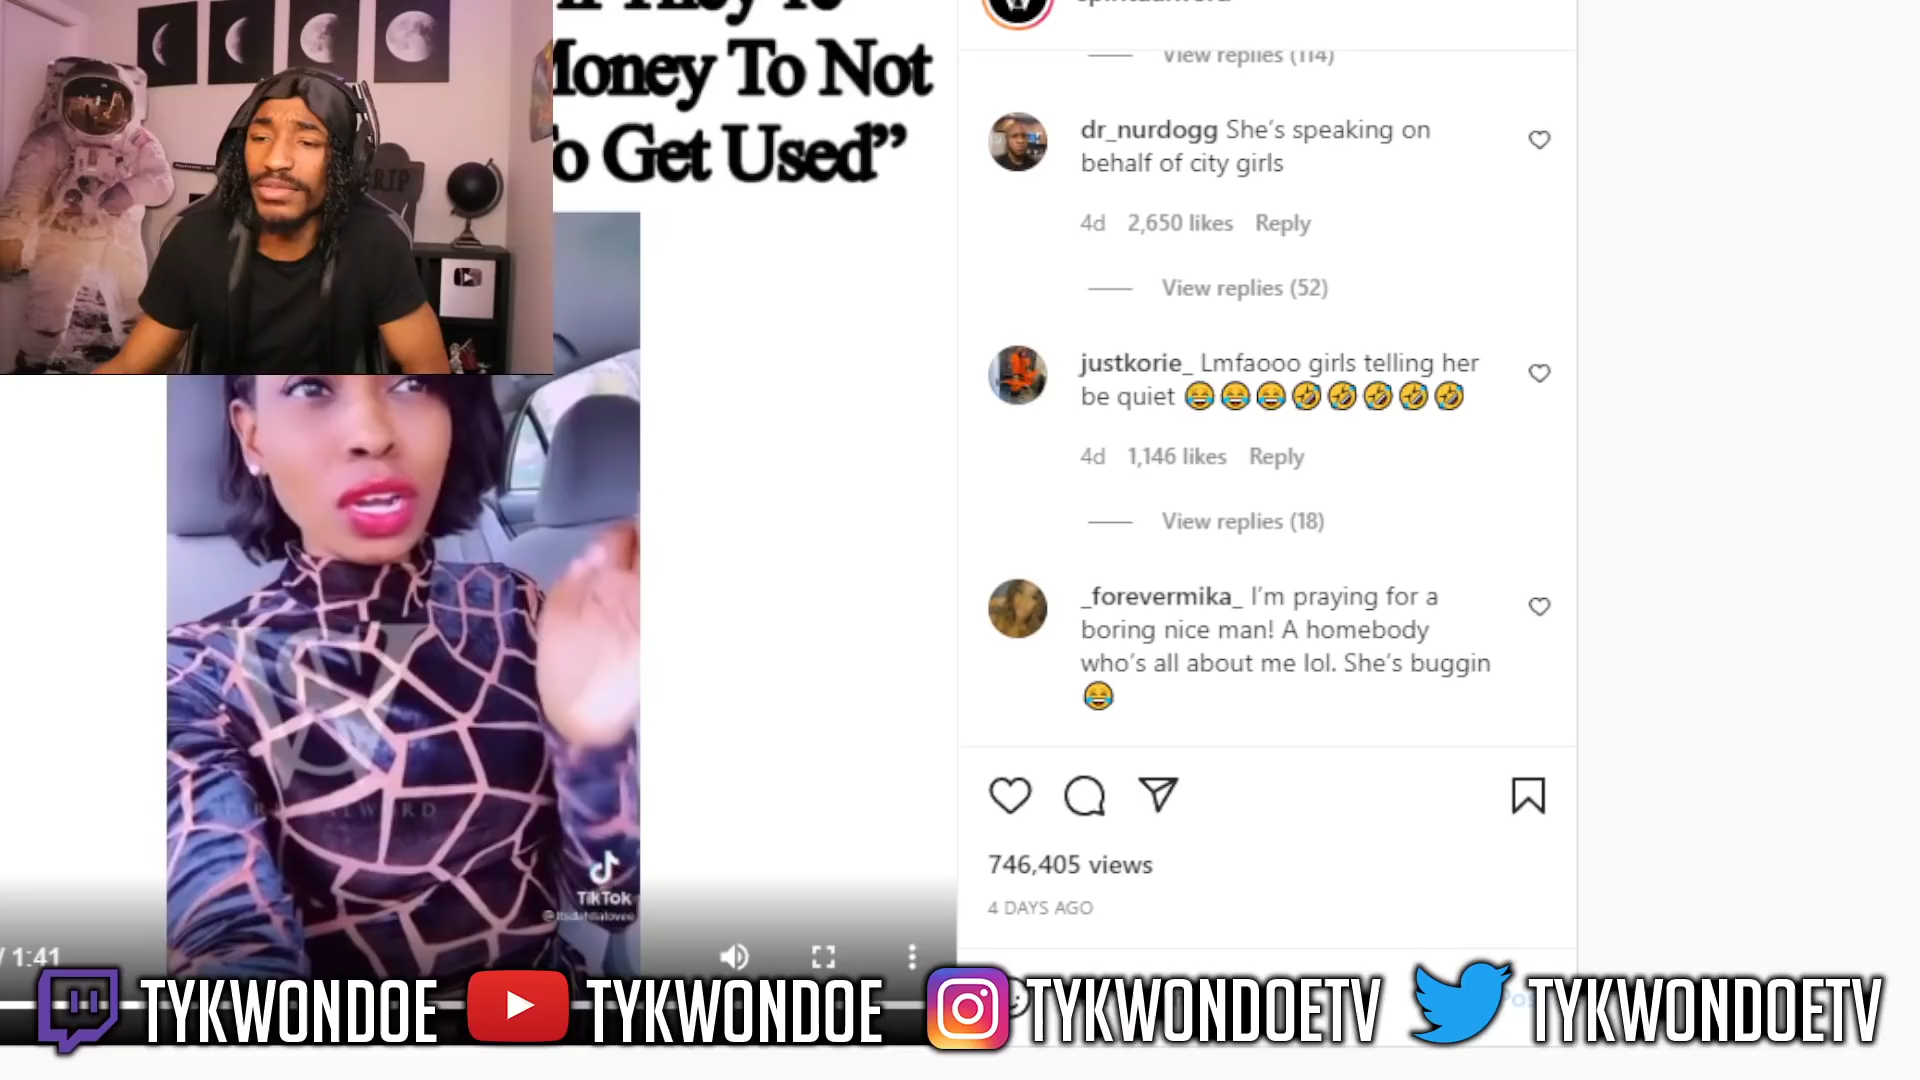 Money To Not
To Get Used”
RIP
View replies (114)
dr_nurdogg She’s speaking on
behalf of city girls
4d 2,650 likes Reply
View replies (52)
justkorie_ Lmfaooo girls telling her
be quiet 😂😂😂🤣🤣🤣🤣🤣
4d 1,146 likes Reply
View replies (18)
_forevermika_ I’m praying for a
boring nice man! A homebody
who’s all about me lol. She’s buggin
😂
746,405 views
4 DAYS AGO
TikTok
/ 1:41
TYKWONDOE TYKWONDOE TYKWONDOETV TYKWONDOETV